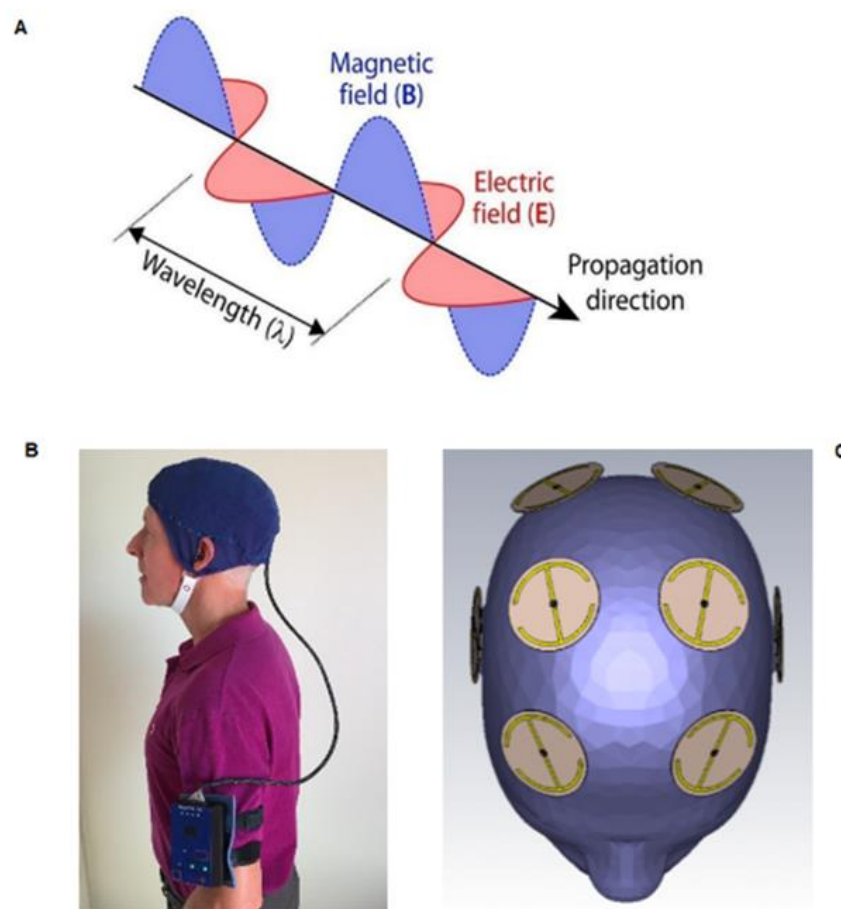 A
Magnetic
field (B)
Electric
field (E)
Propagation
direction
Wavelength (λ)
B
C